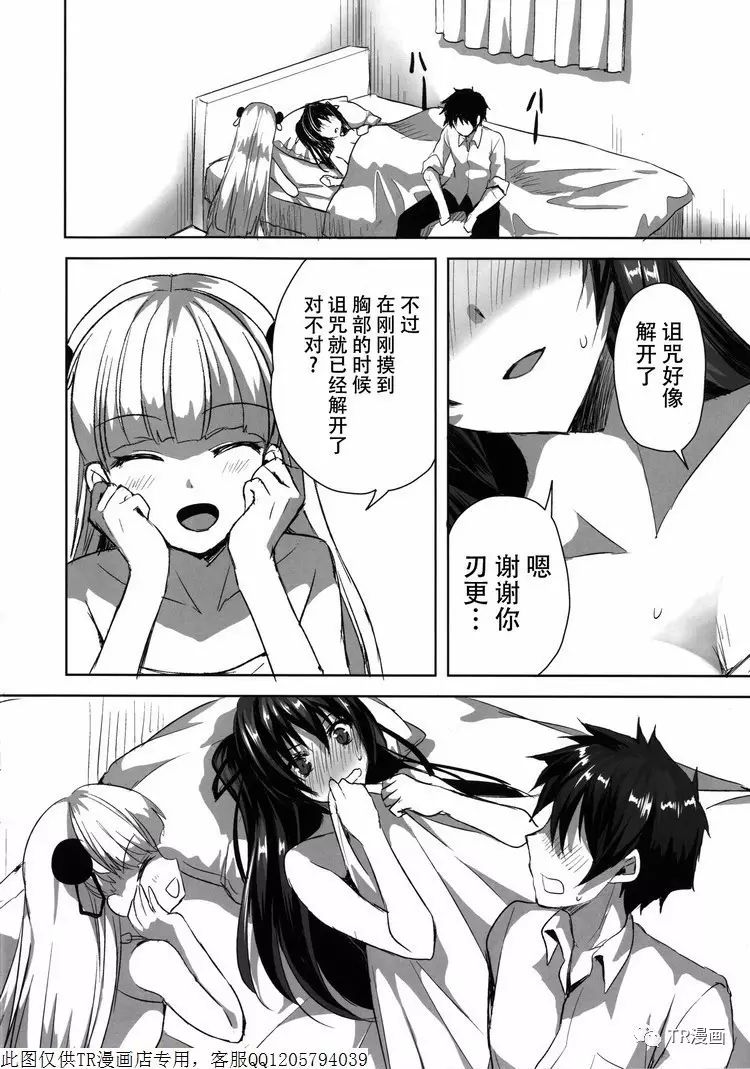 诅咒好像
解开了
嗯
谢谢你
刃更…
不过
在刚刚摸到
胸部的时候
诅咒就已经解开了
对不对?
TR漫画
此图仅供TR漫画店专用，客服QQ1205794039